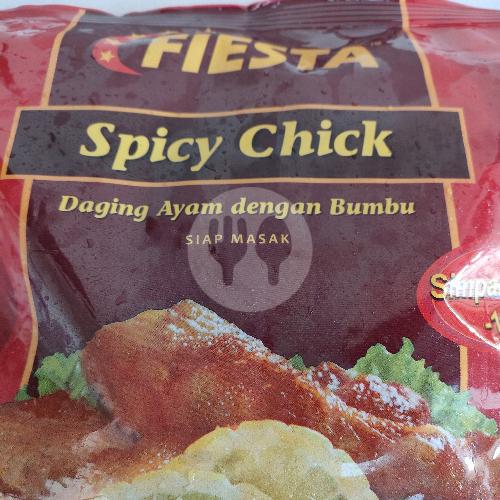 FIESTA
Spicy Chick
Daging Ayam dengan Bumbu
SIAP MASAK